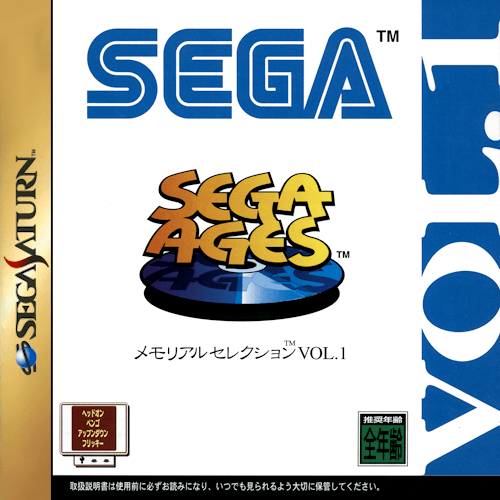 SEGA™
SEGA SATURN™
SEGA
AGES™
メモリアルセレクション™ VOL.1
VOL.1
ヘッドオン
ペンゴ
アップンダウン
フリッキー
推奨年齢
全年齢
取扱説明書は使用前に必ずお読みになり、いつでも見られるよう大切に保管してください。